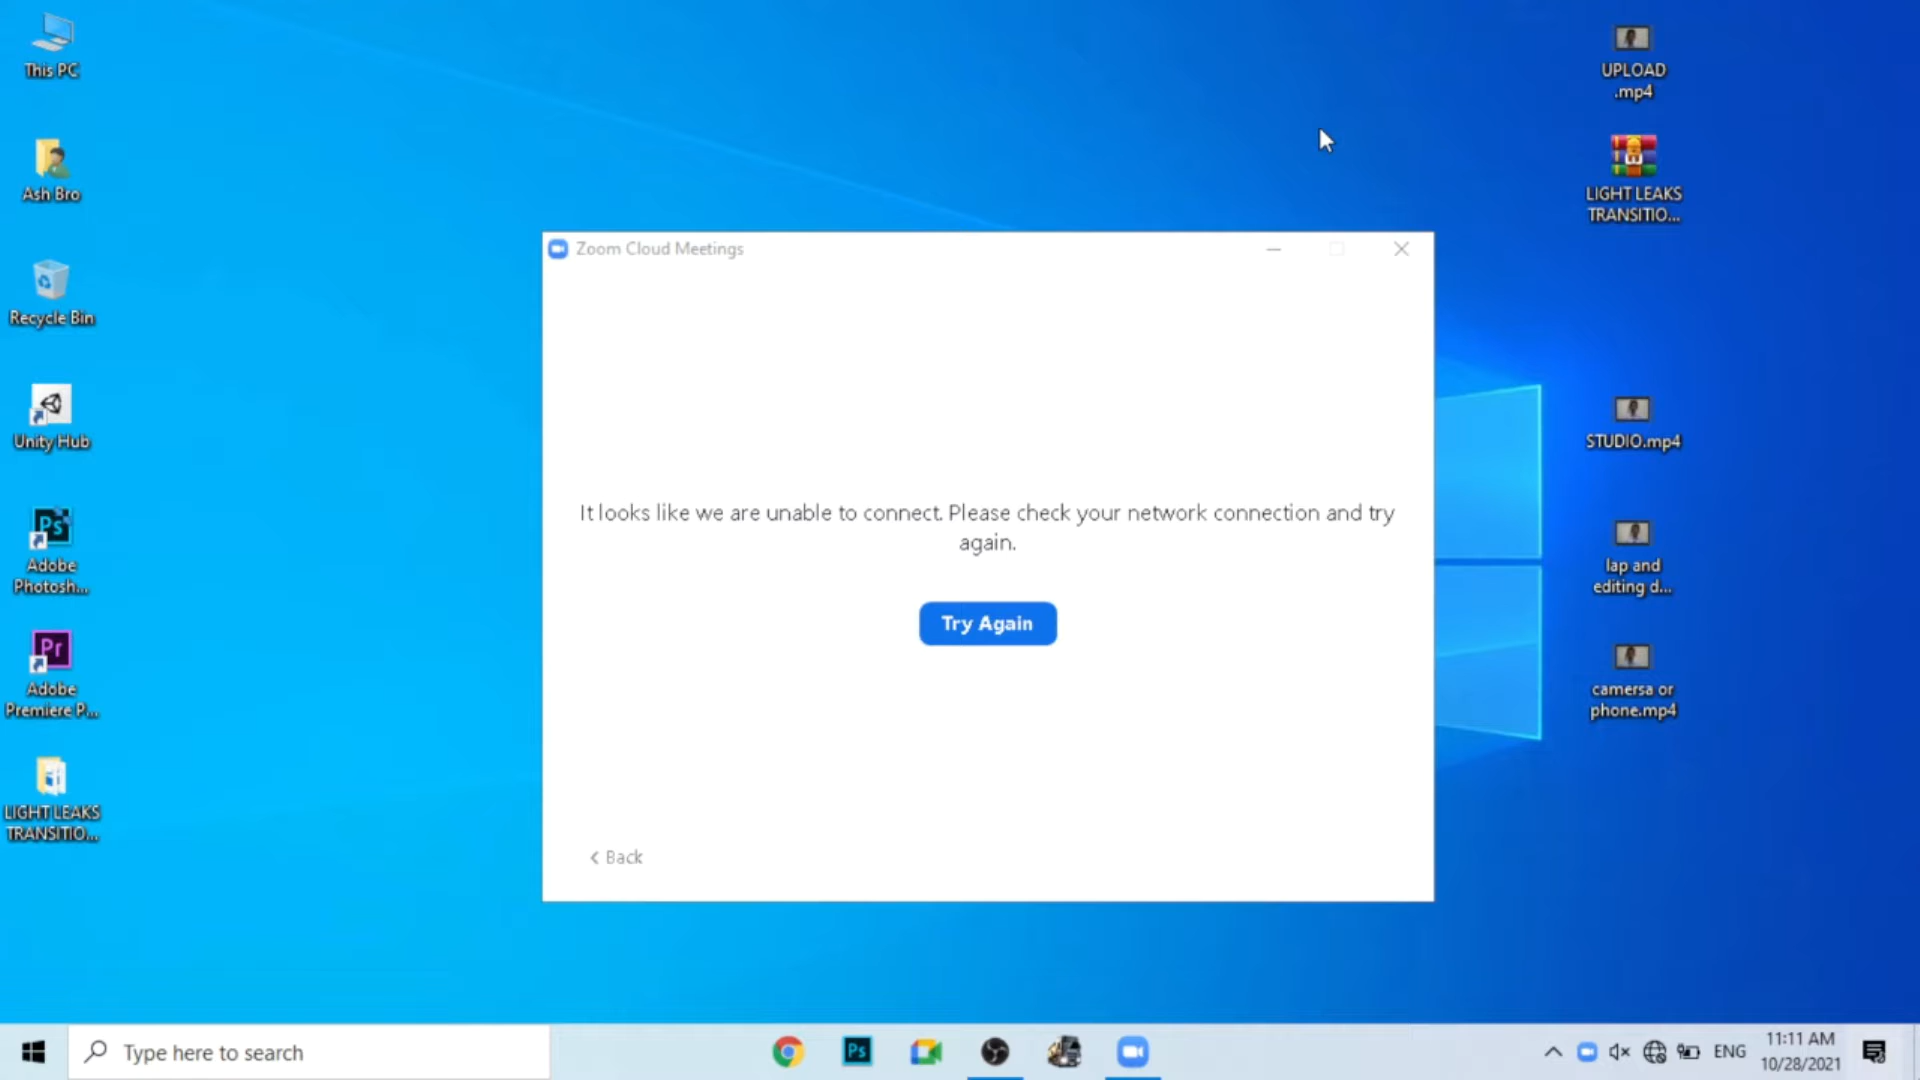 This PC
Ash Bro
Recycle Bin
Unity Hub
Ps
Adobe
Photosh...
Pr
Adobe
Premiere P...
LIGHT LEAKS
TRANSITIO...
UPLOAD
.mp4
LIGHT LEAKS
TRANSITIO...
STUDIO.mp4
lap and
editing d...
camersa or
phone.mp4
Zoom Cloud Meetings
It looks like we are unable to connect. Please check your network connection and try
again.
Try Again
Back
Type here to search
Ps
ENG
11:11 AM
10/28/2021